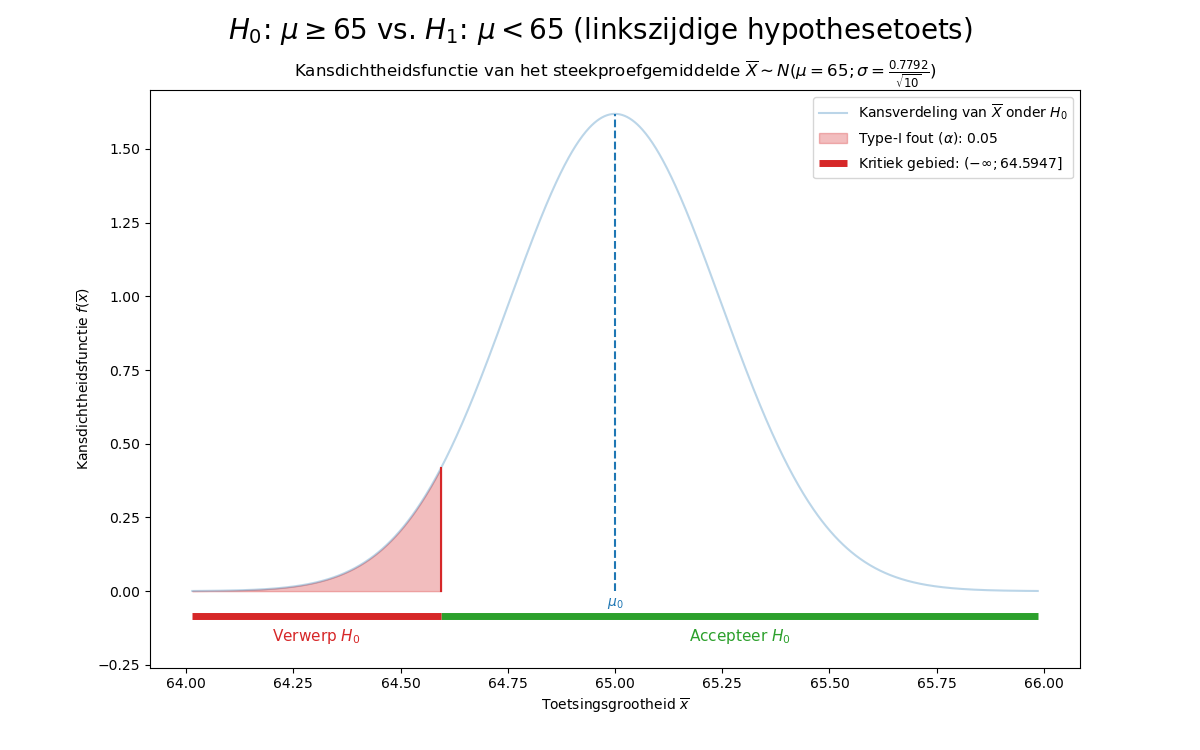 H₀: μ ≥ 65 vs. H₁: μ < 65 (linkszijdige hypothesetoets)
Kansdichtheidsfunctie van het steekproefgemiddelde X̅ ~ N(μ = 65; σ = 0.7792/√10)
Kansverdeling van X̅ onder H₀
Type-I fout (α): 0.05
Kritiek gebied: (−∞; 64.5947]
Kansdichtheidsfunctie f(x̅)
1.50
1.25
1.00
0.75
0.50
0.25
0.00
−0.25
μ₀
Verwerp H₀
Accepteer H₀
64.00 64.25 64.50 64.75 65.00 65.25 65.50 65.75 66.00
Toetsingsgrootheid x̅